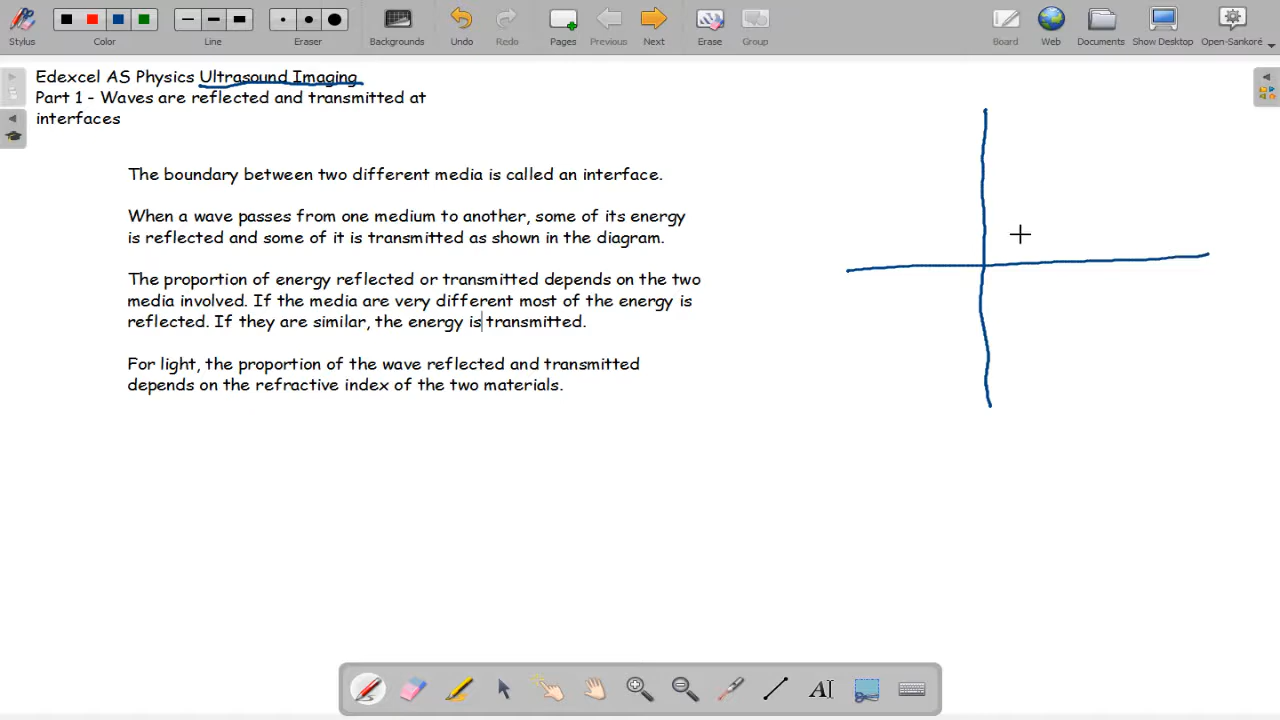 Stylus
Color
Line
Eraser
Backgrounds
Undo
Redo
Pages
Previous
Next
Erase
Group
Board
Web
Documents
Show Desktop
Open-Sankoré
Edexcel AS Physics Ultrasound Imaging
Part 1 - Waves are reflected and transmitted at
interfaces
The boundary between two different media is called an interface.
When a wave passes from one medium to another, some of its energy
is reflected and some of it is transmitted as shown in the diagram.
The proportion of energy reflected or transmitted depends on the two
media involved. If the media are very different most of the energy is
reflected. If they are similar, the energy is transmitted.
For light, the proportion of the wave reflected and transmitted
depends on the refractive index of the two materials.
AI